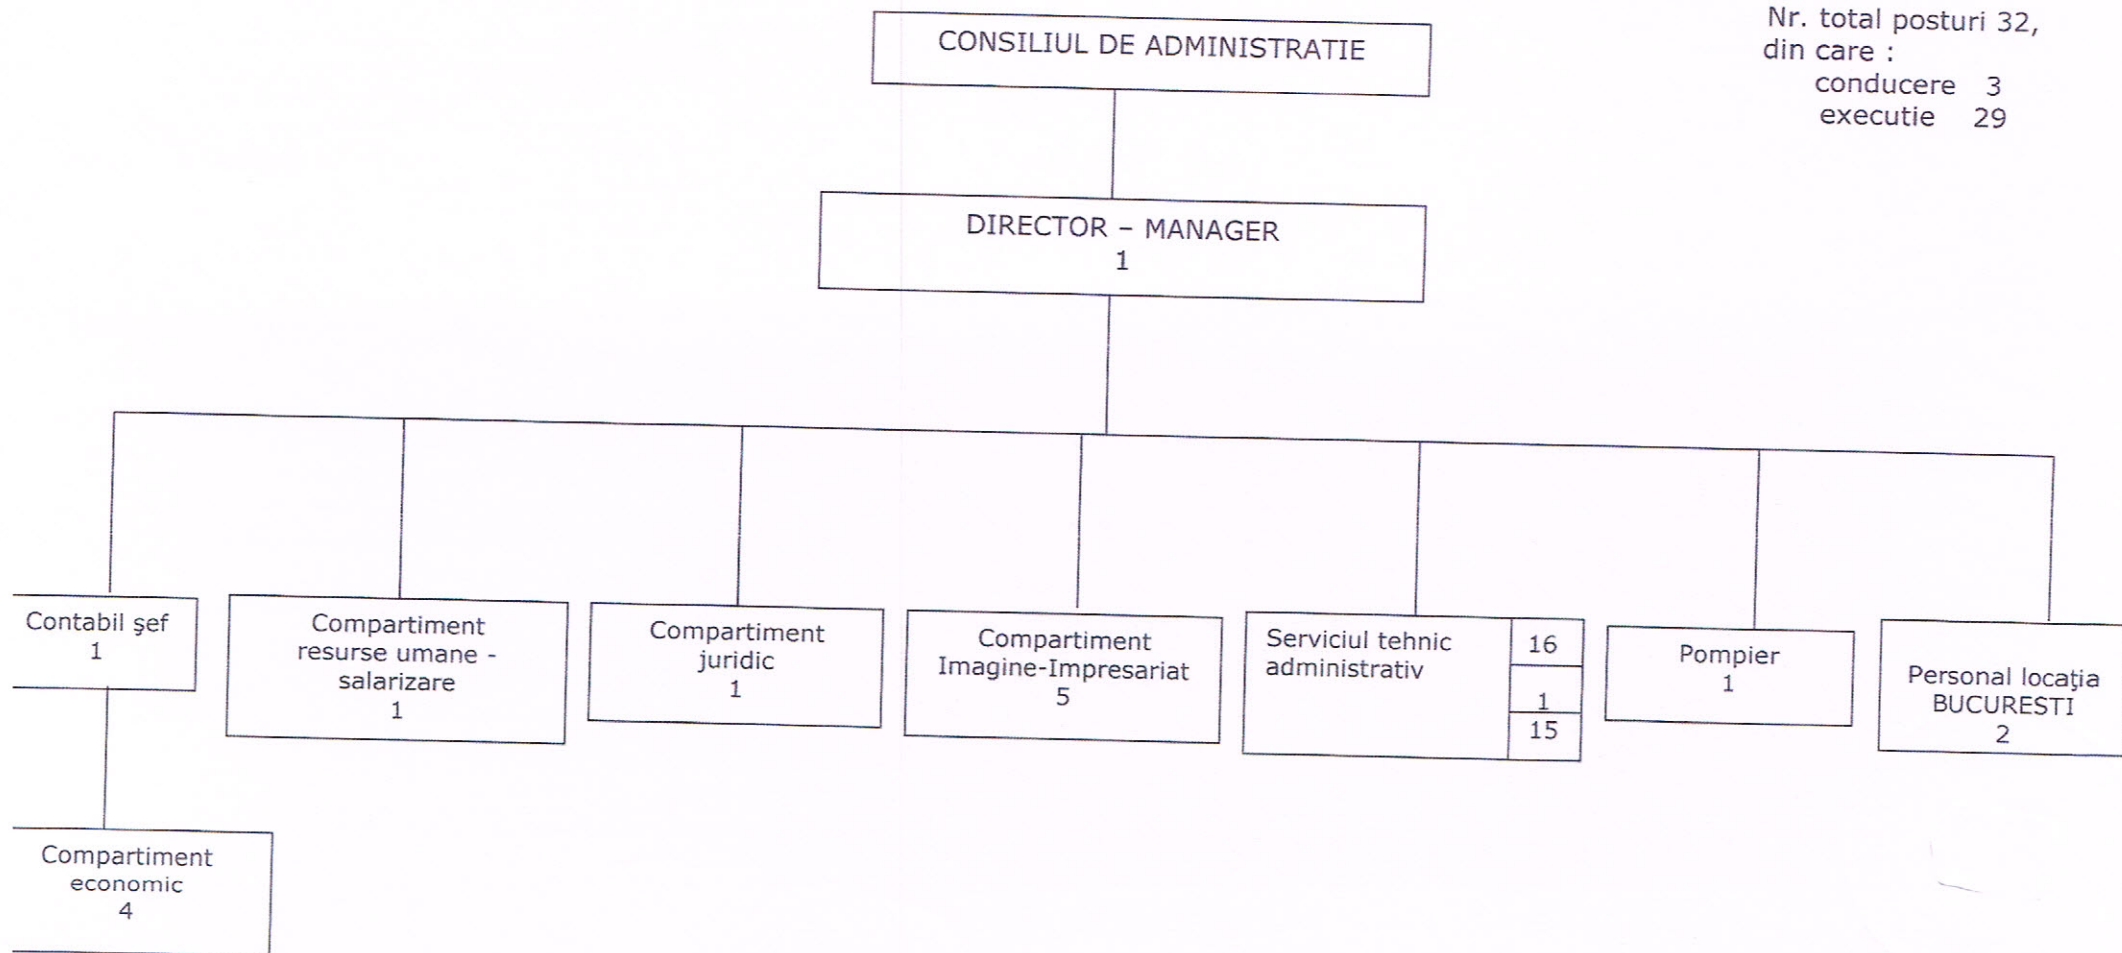 CONSILIUL DE ADMINISTRATIE
Nr. total posturi 32,
din care :
conducere 3
executie 29
DIRECTOR – MANAGER
1
Contabil şef
1
Compartiment
resurse umane -
salarizare
1
Compartiment
juridic
1
Compartiment
Imagine-Impresariat
5
Serviciul tehnic
administrativ
16
1
15
Pompier
1
Personal locaţia
BUCURESTI
2
Compartiment
economic
4